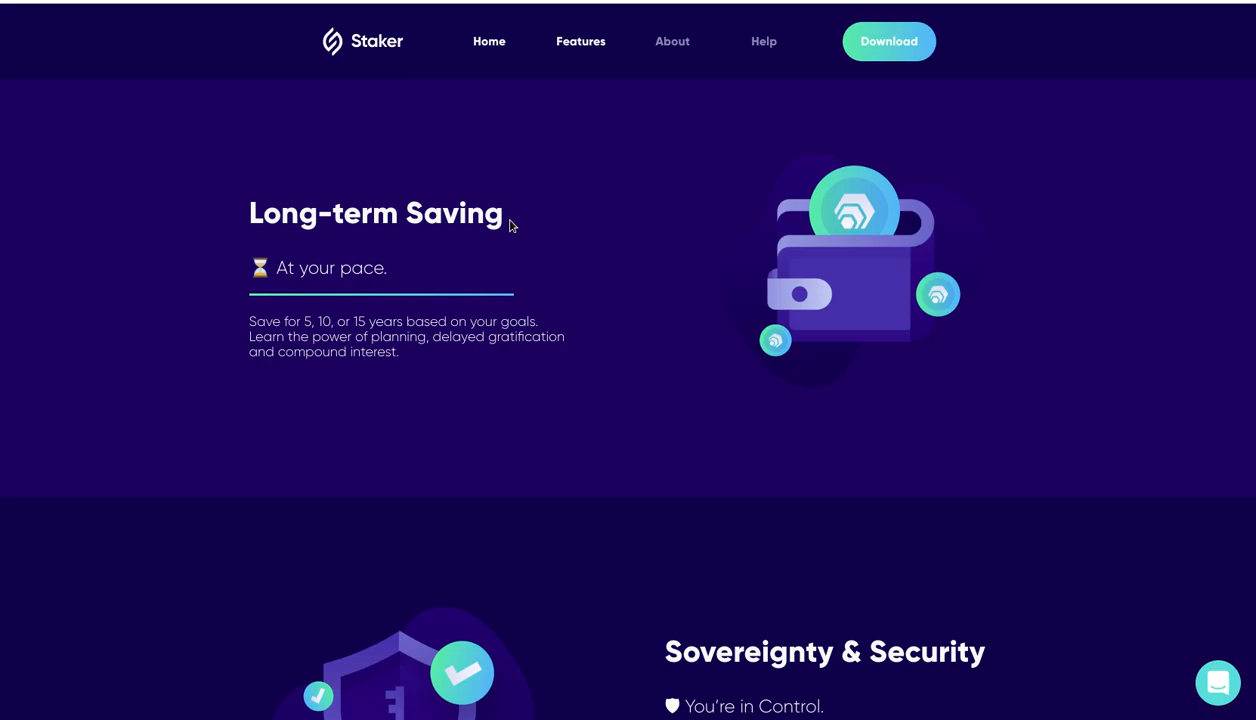 Staker
Home
Features
About
Help
Download
Long-term Saving
⏳ At your pace.
Save for 5, 10, or 15 years based on your goals.
Learn the power of planning, delayed gratification
and compound interest.
Sovereignty & Security
🛡 You're in Control.